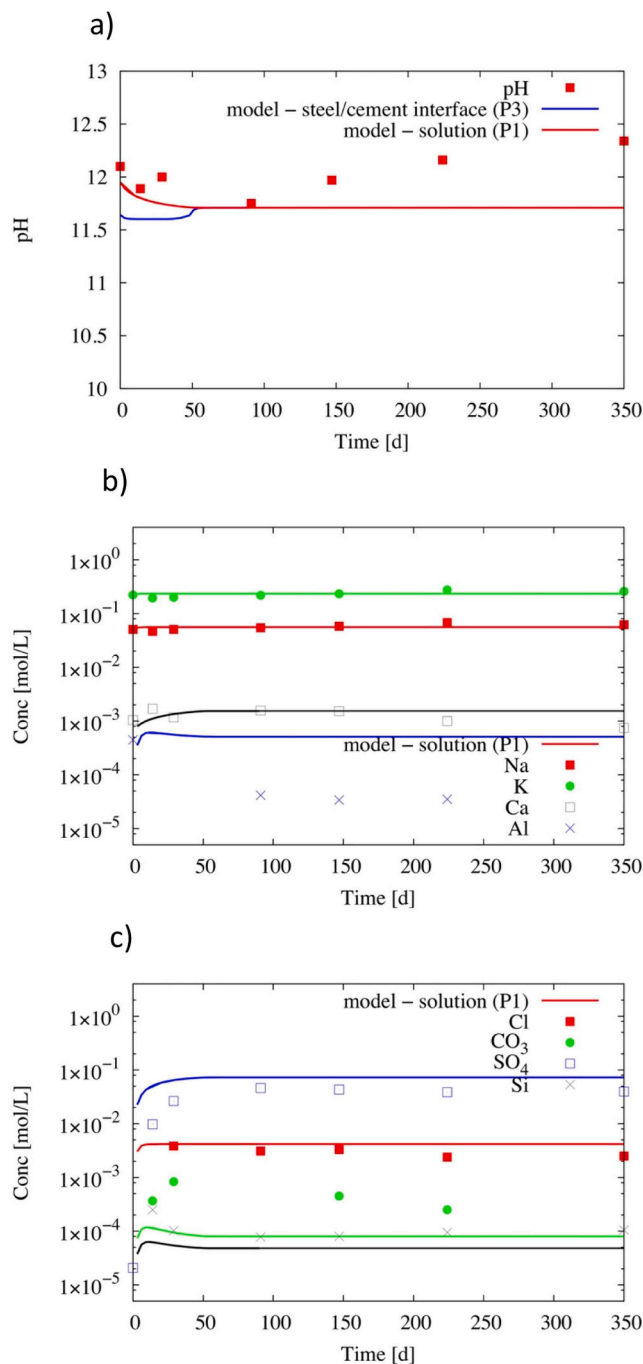 a)
13
12.5
12
11.5
11
10.5
10
pH
pH
model − steel/cement interface (P3)
model − solution (P1)
0 50 100 150 200 250 300 350
Time [d]
b)
1×10⁰
1×10⁻¹
1×10⁻²
1×10⁻³
1×10⁻⁴
1×10⁻⁵
Conc [mol/L]
model − solution (P1)
Na
K
Ca
Al
0 50 100 150 200 250 300 350
Time [d]
c)
1×10⁰
1×10⁻¹
1×10⁻²
1×10⁻³
1×10⁻⁴
1×10⁻⁵
Conc [mol/L]
model − solution (P1)
Cl
CO₃
SO₄
Si
0 50 100 150 200 250 300 350
Time [d]